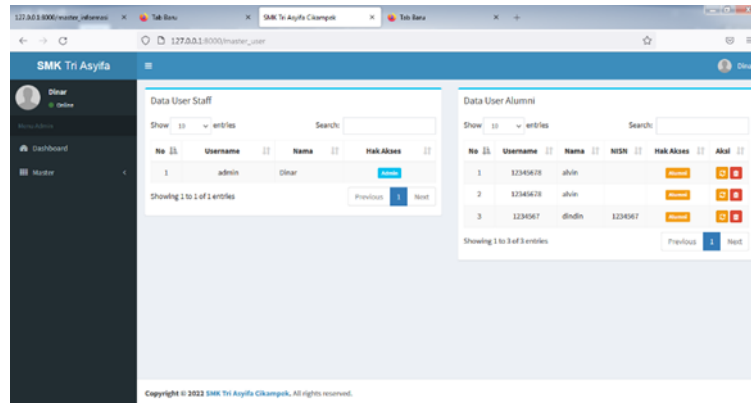 127.0.0.1:8000/master_informasi
Tab Baru
SMK Tri Asyifa Cikampek
Tab Baru
127.0.0.1:8000/master_user
SMK Tri Asyifa
Dinar
Dinar
Online
Menu Admin
Dashboard
Master
Data User Staff
Show 10 entries Search:
No Username Nama Hak Akses
1 admin Dinar Admin
Showing 1 to 1 of 1 entries
Previous 1 Next
Data User Alumni
Show 10 entries Search:
No Username Nama NISN Hak Akses Aksi
1 12345678 alvin Alumni
2 12345678 alvin Alumni
3 1234567 dindin 1234567 Alumni
Showing 1 to 3 of 3 entries
Previous 1 Next
Copyright © 2022 SMK Tri Asyifa Cikampek. All rights reserved.